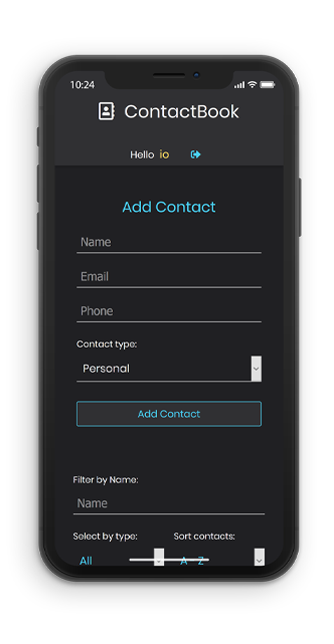 10:24
ContactBook
Hello io
Add Contact
Name
Email
Phone
Contact type:
Personal
Add Contact
Filter by Name:
Name
Select by type: Sort contacts:
All A - Z